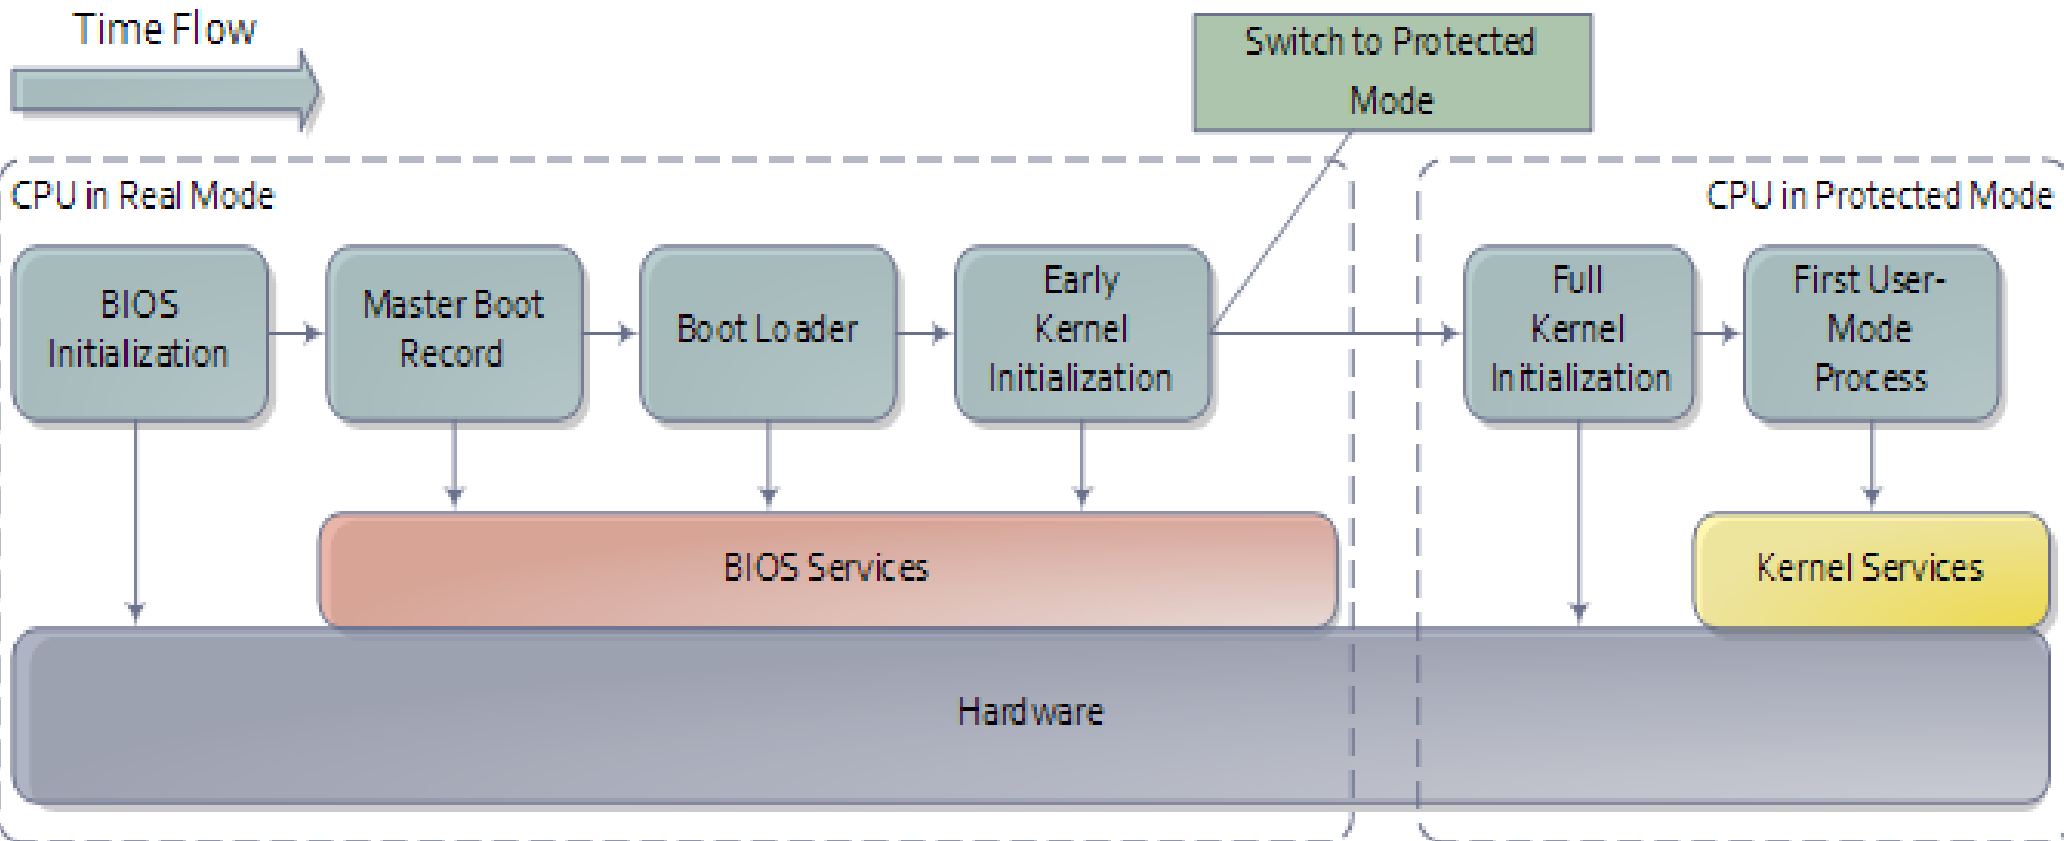 Time Flow
Switch to Protected
Mode
CPU in Real Mode
CPU in Protected Mode
BIOS
Initialization
Master Boot
Record
Boot Loader
Early
Kernel
Initialization
Full
Kernel
Initialization
First User-
Mode
Process
BIOS Services
Kernel Services
Hardware